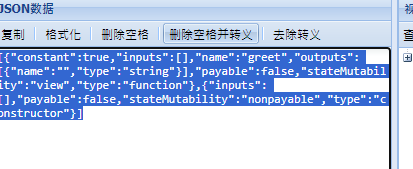 JSON数据
视
复制 格式化 删除空格 删除空格并转义 去除转义
查
[{"constant":true,"inputs":[],"name":"greet","outputs":
[{"name":"","type":"string"}],"payable":false,"stateMutabil
ity":"view","type":"function"},{"inputs":
[],"payable":false,"stateMutability":"nonpayable","type":"c
onstructor"}]